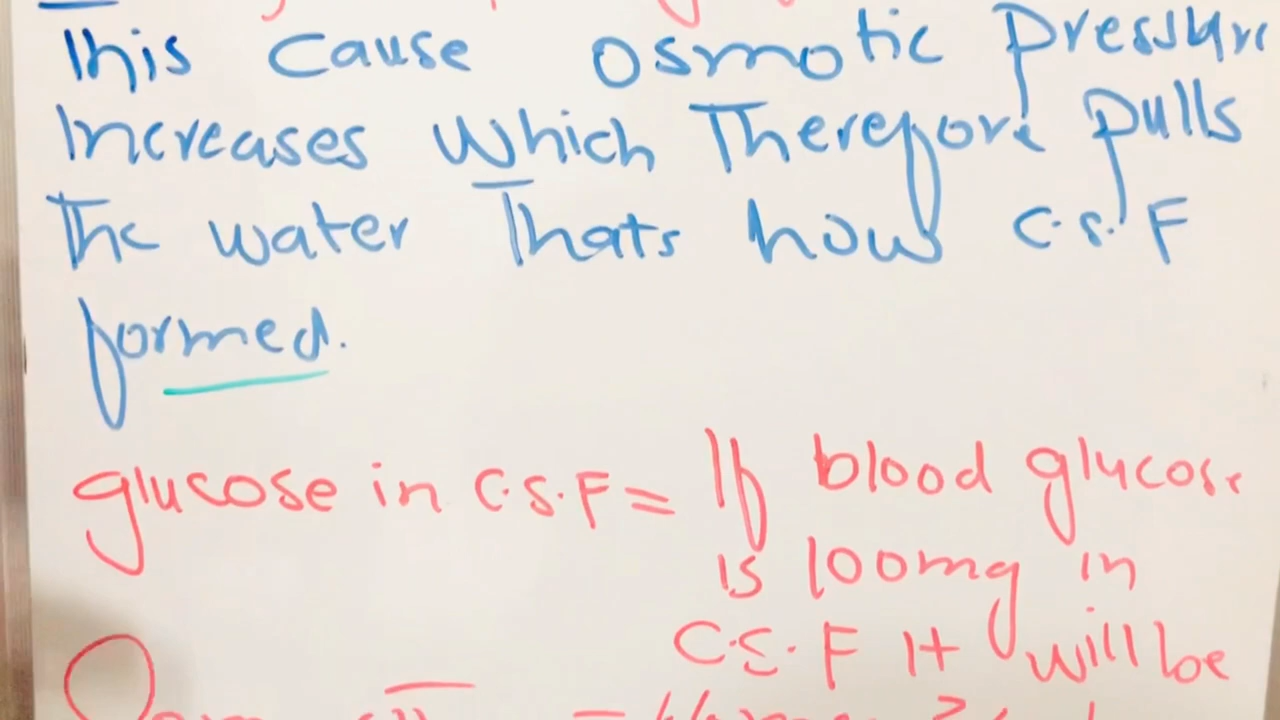 This cause osmotic pressure
Increases which Therefore pulls
The water Thats how C.S.F
formed.
glucose in C.S.F = If blood glucose
is 100mg in
C.S.F It will be